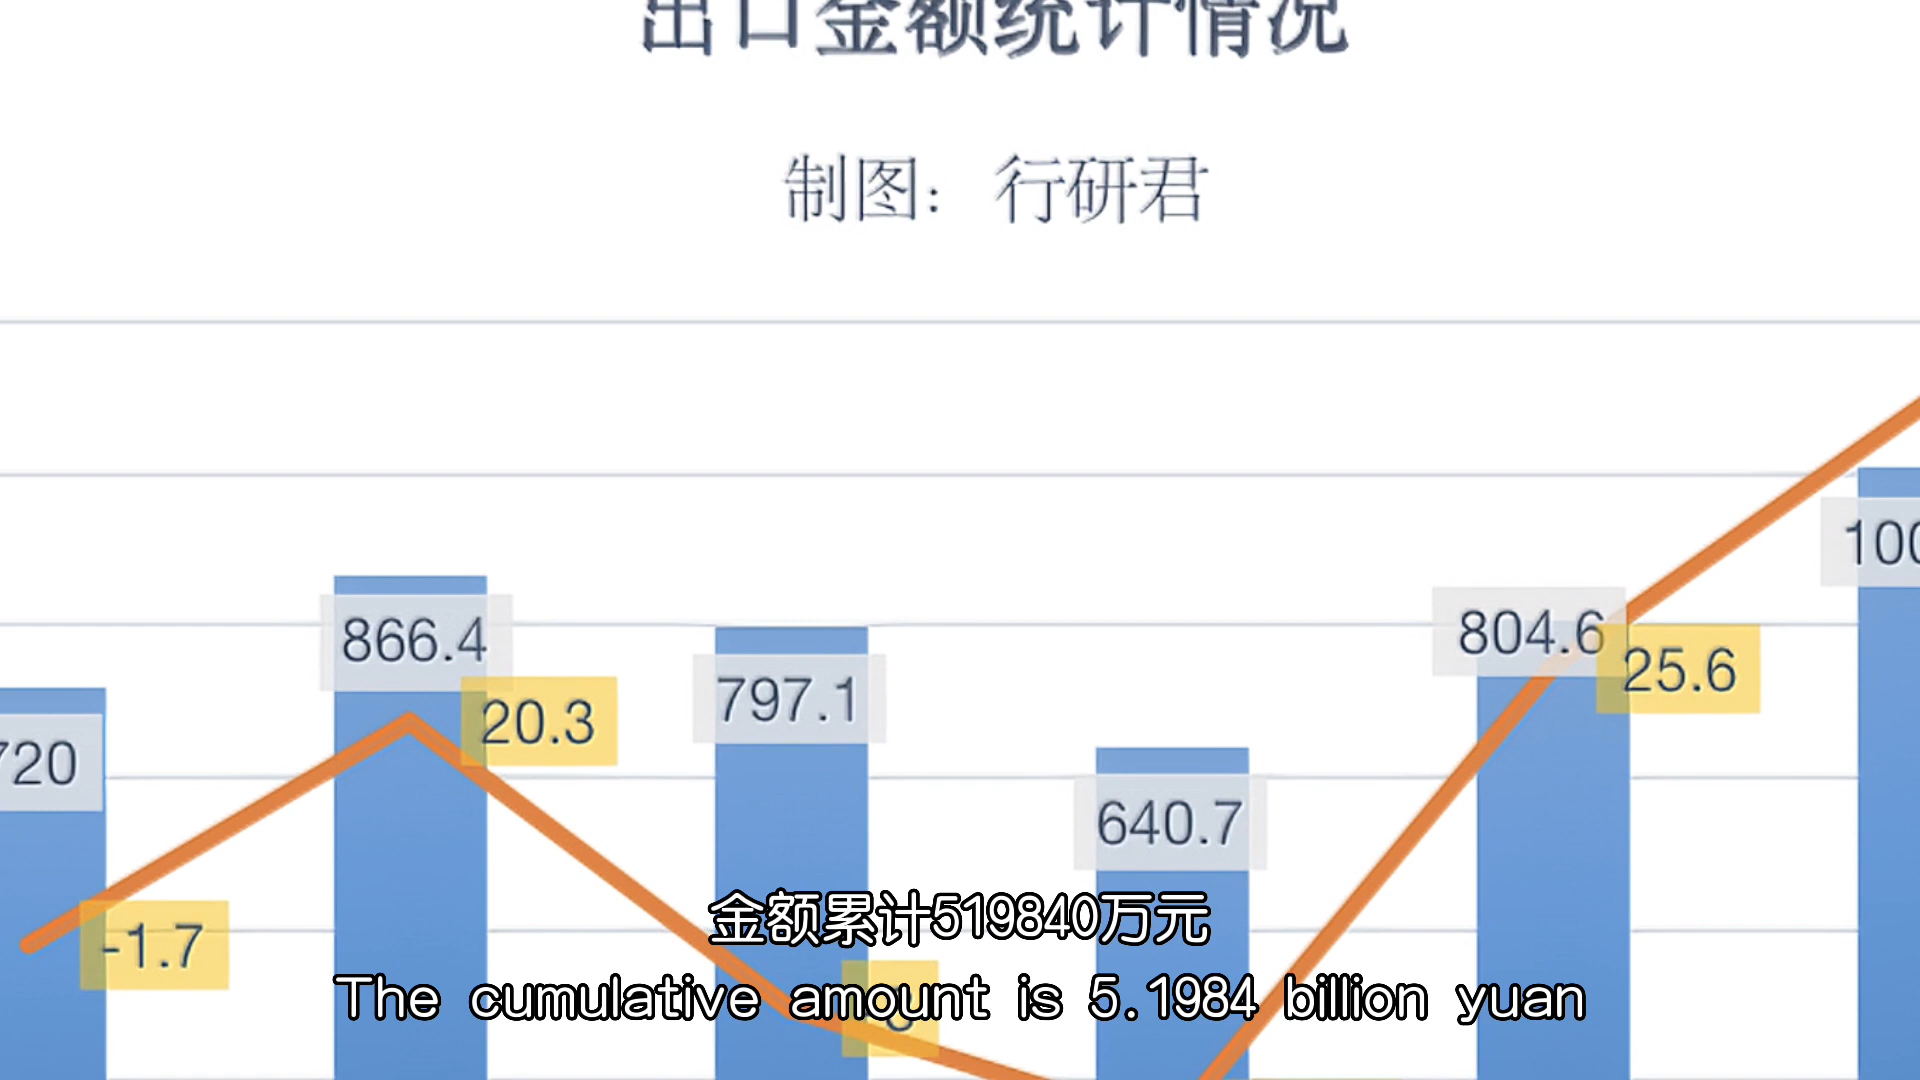 出口金额统计情况
制图：行研君
100
804.6
866.4
25.6
797.1
20.3
720
640.7
-1.7
金额累计519840万元
The cumulative amount is 5.1984 billion yuan